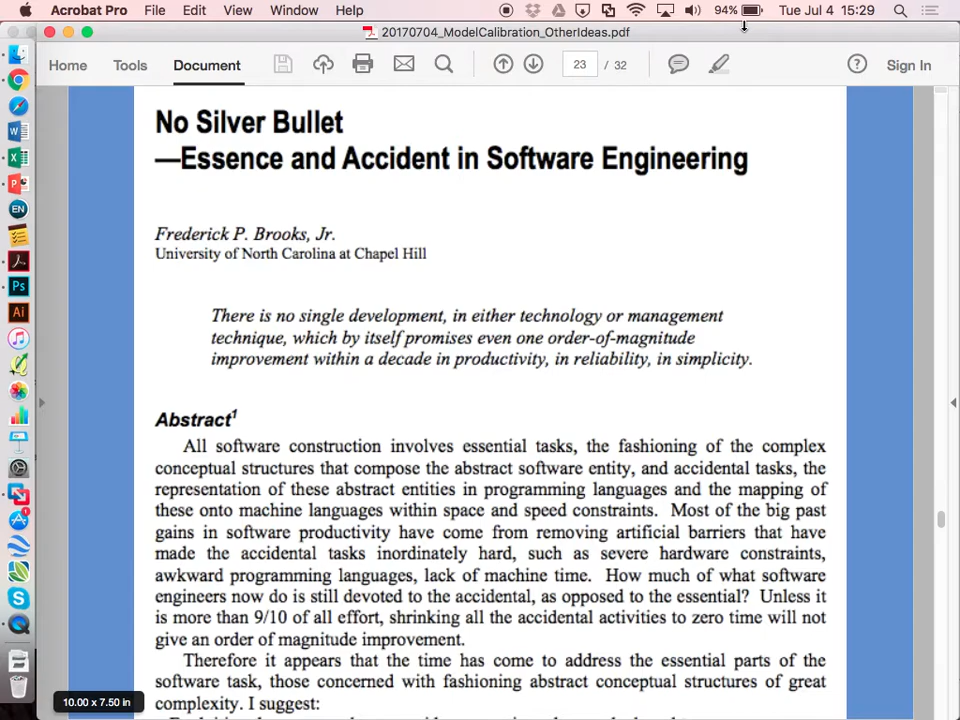 Acrobat Pro File Edit View Window Help 94% Tue Jul 4 15:29
20170704_ModelCalibration_OtherIdeas.pdf
Home Tools Document 23 / 32 Sign In
No Silver Bullet
—Essence and Accident in Software Engineering
Frederick P. Brooks, Jr.
University of North Carolina at Chapel Hill
There is no single development, in either technology or management
technique, which by itself promises even one order-of-magnitude
improvement within a decade in productivity, in reliability, in simplicity.
Abstract¹
All software construction involves essential tasks, the fashioning of the complex
conceptual structures that compose the abstract software entity, and accidental tasks, the
representation of these abstract entities in programming languages and the mapping of
these onto machine languages within space and speed constraints. Most of the big past
gains in software productivity have come from removing artificial barriers that have
made the accidental tasks inordinately hard, such as severe hardware constraints,
awkward programming languages, lack of machine time. How much of what software
engineers now do is still devoted to the accidental, as opposed to the essential? Unless it
is more than 9/10 of all effort, shrinking all the accidental activities to zero time will not
give an order of magnitude improvement.
Therefore it appears that the time has come to address the essential parts of the
software task, those concerned with fashioning abstract conceptual structures of great
complexity. I suggest:
10.00 x 7.50 in
EN
Ps
Ai